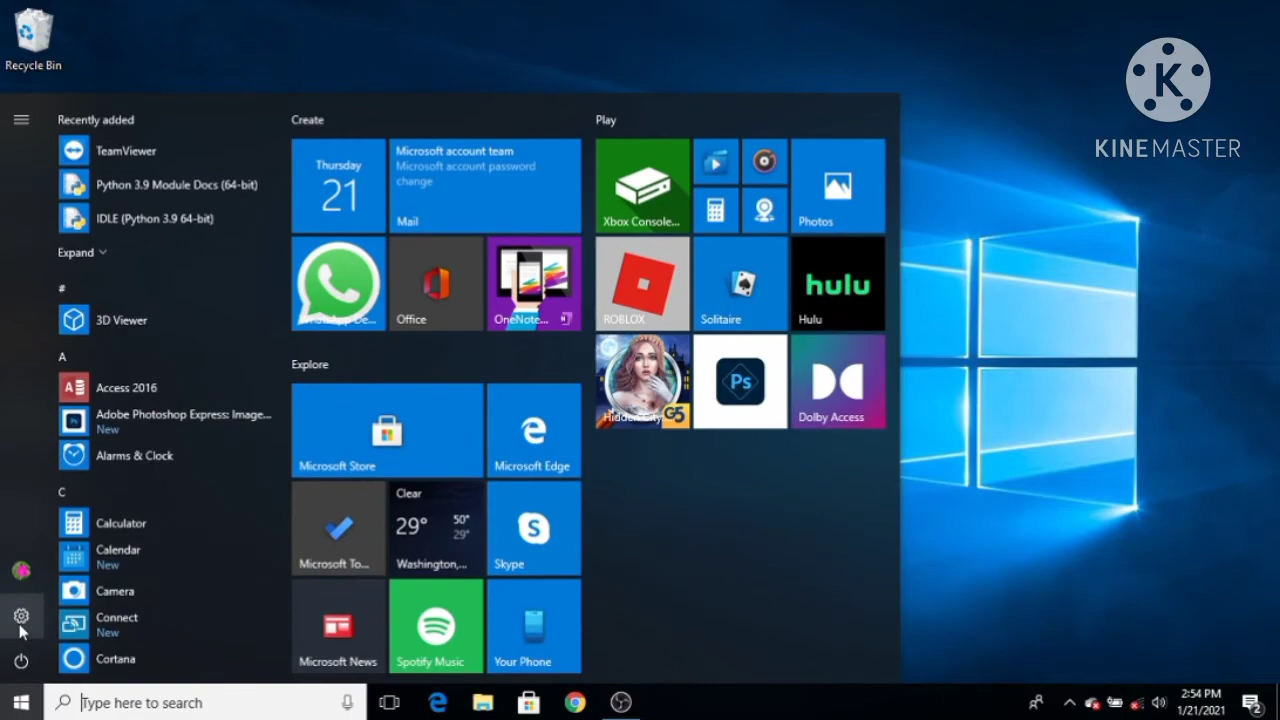 Recycle Bin
K
KINEMASTER
Recently added
TeamViewer
Python 3.9 Module Docs (64-bit)
IDLE (Python 3.9 64-bit)
Expand
#
3D Viewer
A
Access 2016
Adobe Photoshop Express: Image...
New
Alarms & Clock
C
Calculator
Calendar
New
Camera
Connect
New
Cortana
Create
Thursday
21
Microsoft account team
Microsoft account password
change
Mail
Office
OneNote...
Explore
Microsoft Store
Microsoft Edge
Microsoft To...
Clear
29°
50°
29°
Washington,...
Skype
Microsoft News
Spotify Music
Your Phone
Play
Xbox Console...
Photos
ROBLOX
Solitaire
hulu
Hulu
Hidden City
G5
Ps
Dolby Access
Type here to search
2:54 PM
1/21/2021
2